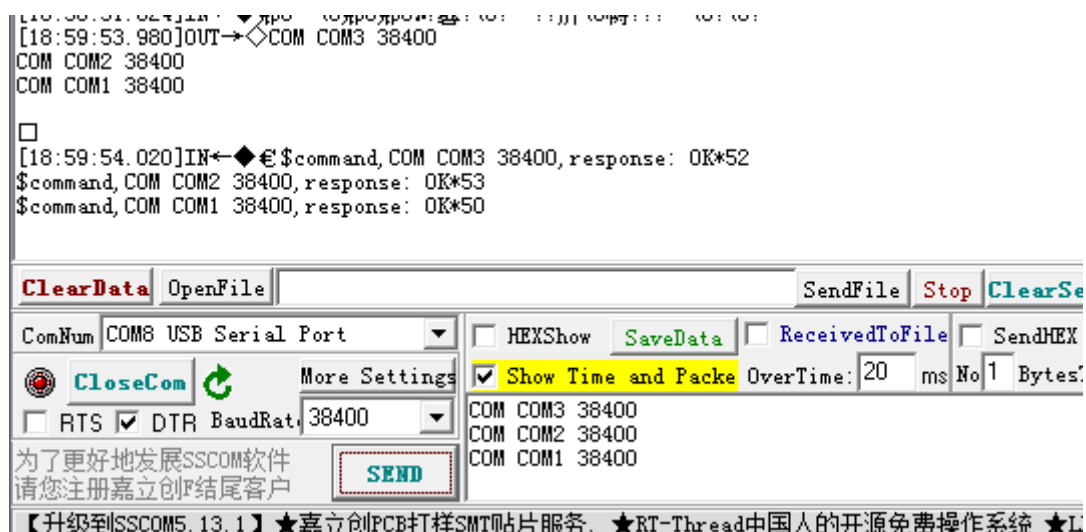 [18:59:53.980]OUT→◇COM COM3 38400
COM COM2 38400
COM COM1 38400
□
[18:59:54.020]IN←◆€$command,COM COM3 38400,response: OK*52
$command,COM COM2 38400,response: OK*53
$command,COM COM1 38400,response: OK*50
ClearData OpenFile SendFile Stop ClearSe
ComNum COM8 USB Serial Port HEXShow SaveData ReceivedToFile SendHEX
CloseCom More Settings Show Time and Packe OverTime: 20 ms No 1 BytesT
RTS DTR BaudRat 38400
COM COM3 38400
COM COM2 38400
COM COM1 38400
为了更好地发展SSCOM软件
请您注册嘉立创F结尾客户
SEND
【升级到SSCOM5.13.1】★嘉立创PCB打样SMT贴片服务. ★RT-Thread中国人的开源免费操作系统 ★